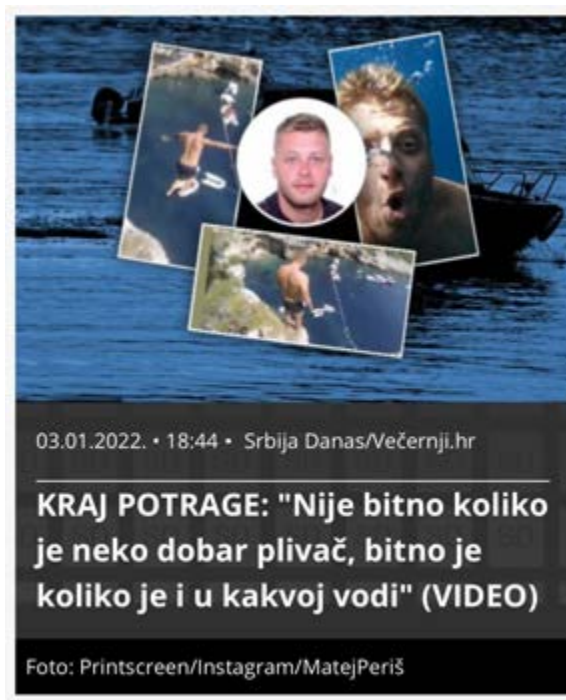 03.01.2022. • 18:44 • Srbija Danas/Večernji.hr
KRAJ POTRAGE: "Nije bitno koliko
je neko dobar plivač, bitno je
koliko je i u kakvoj vodi" (VIDEO)
Foto: Printscreen/Instagram/MatejPeriš